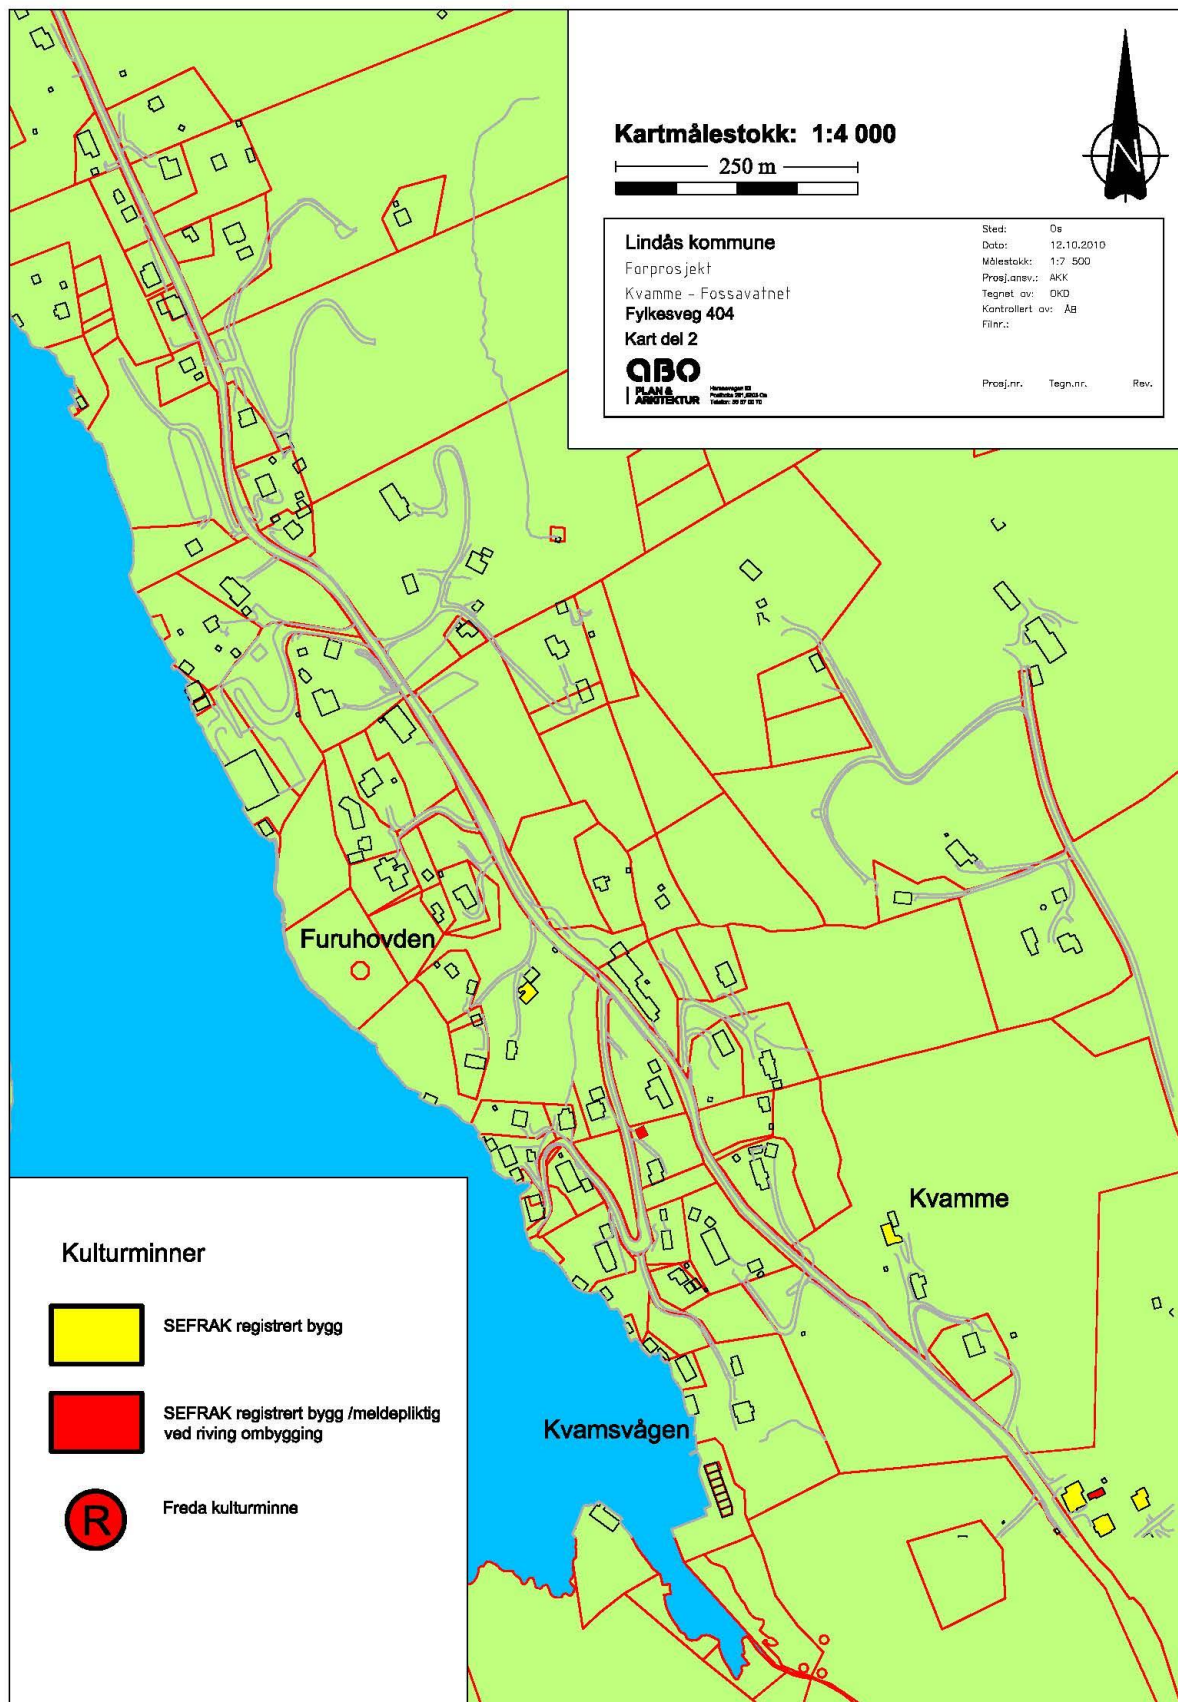 Kartmålestokk: 1:4 000
250 m
N
Lindås kommune
Forprosjekt
Kvamme - Fossavatnet
Fylkesveg 404
Kart del 2
ABO
PLAN &
ARKITEKTUR
Sted: Os
Dato: 12.10.2010
Målestokk: 1:7 500
Prosj.ansv.: AKK
Tegnet av: OKD
Kontrollert av: ÅB
Filnr.:
Prosj.nr. Tegn.nr. Rev.
Furuhovden
Kvamme
Kvamsvågen
Kulturminner
SEFRAK registrert bygg
SEFRAK registrert bygg /meldepliktig
ved riving ombygging
R
Freda kulturminne